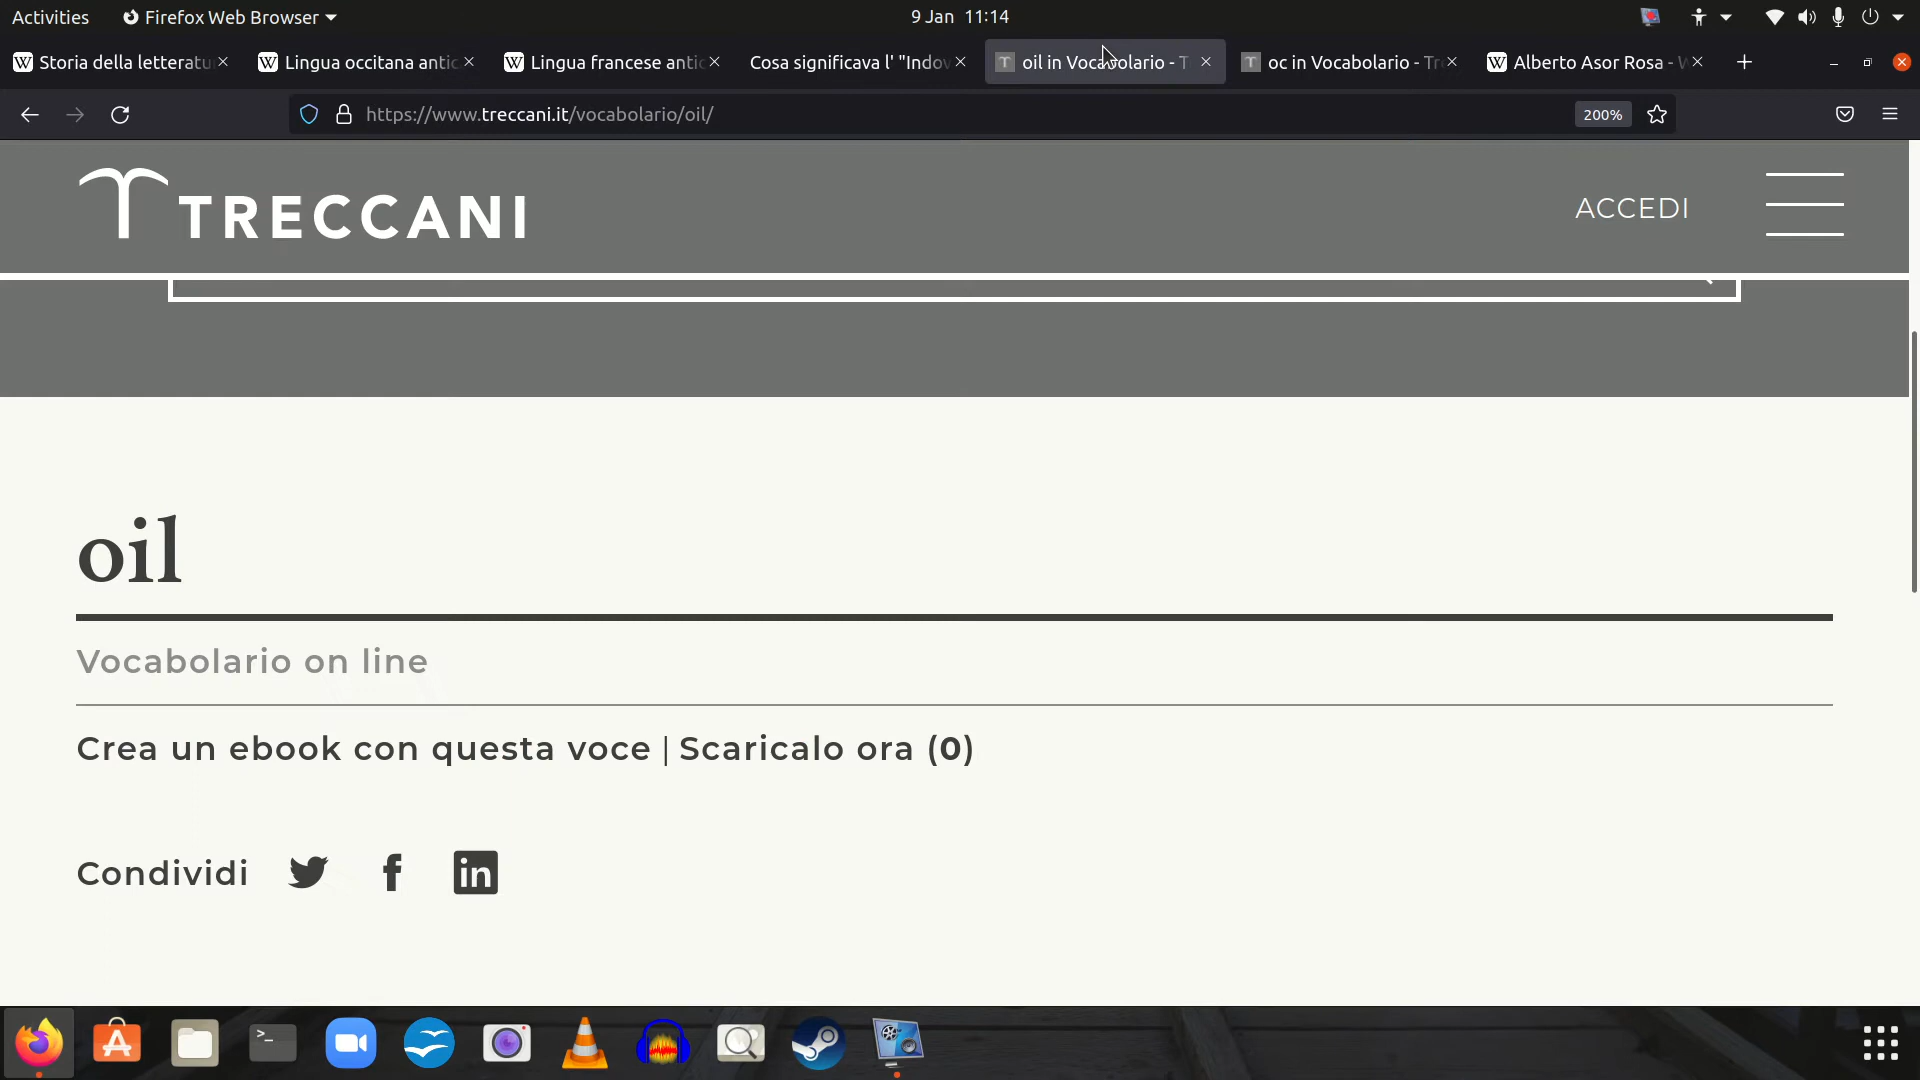 Activities
Firefox Web Browser
9 Jan 11:14
Storia della letteratu
Lingua occitana antic
Lingua francese antic
Cosa significava l' "Indov
oil in Vocabolario - T
oc in Vocabolario - Tre
Alberto Asor Rosa - W
https://www.treccani.it/vocabolario/oil/
200%
TRECCANI
ACCEDI
oil
Vocabolario on line
Crea un ebook con questa voce | Scaricalo ora (0)
Condividi